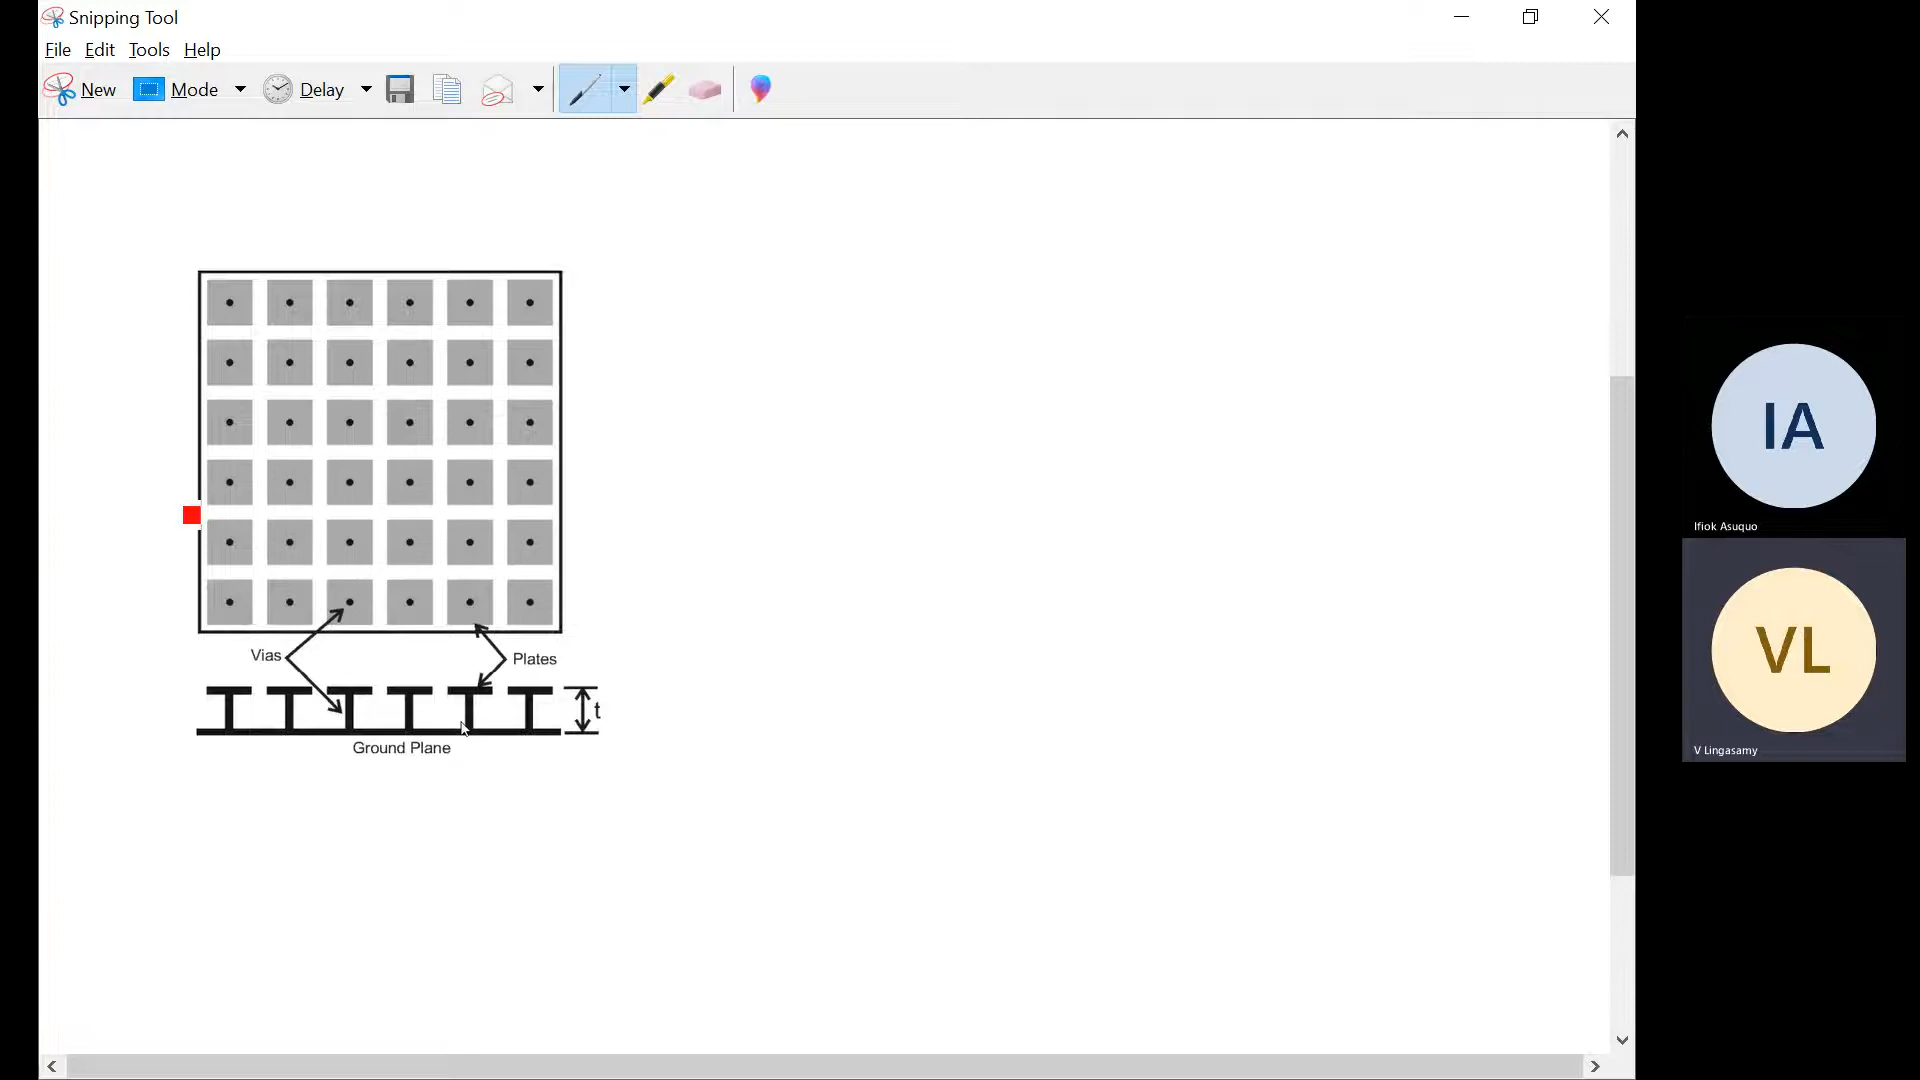 Snipping Tool
File Edit Tools Help
New Mode Delay
Vias
Plates
t
Ground Plane
IA
Ifiok Asuquo
VL
V Lingasamy